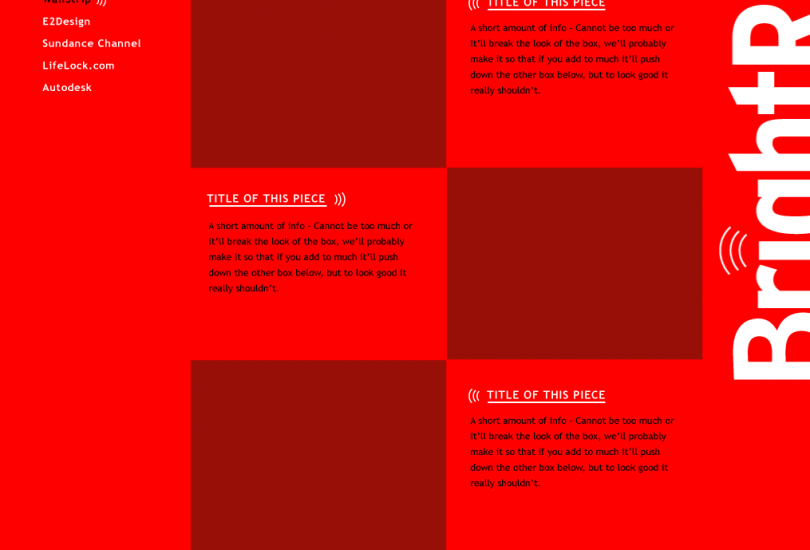 E2Design
Sundance Channel
LifeLock.com
Autodesk
TITLE OF THIS PIECE
A short amount of info - Cannot be too much or
it'll break the look of the box, we'll probably
make it so that if you add to much it'll push
down the other box below, but to look good it
really shouldn't.
TITLE OF THIS PIECE
A short amount of info - Cannot be too much or
it'll break the look of the box, we'll probably
make it so that if you add to much it'll push
down the other box below, but to look good it
really shouldn't.
TITLE OF THIS PIECE
A short amount of info - Cannot be too much or
it'll break the look of the box, we'll probably
make it so that if you add to much it'll push
down the other box below, but to look good it
really shouldn't.
BrightR